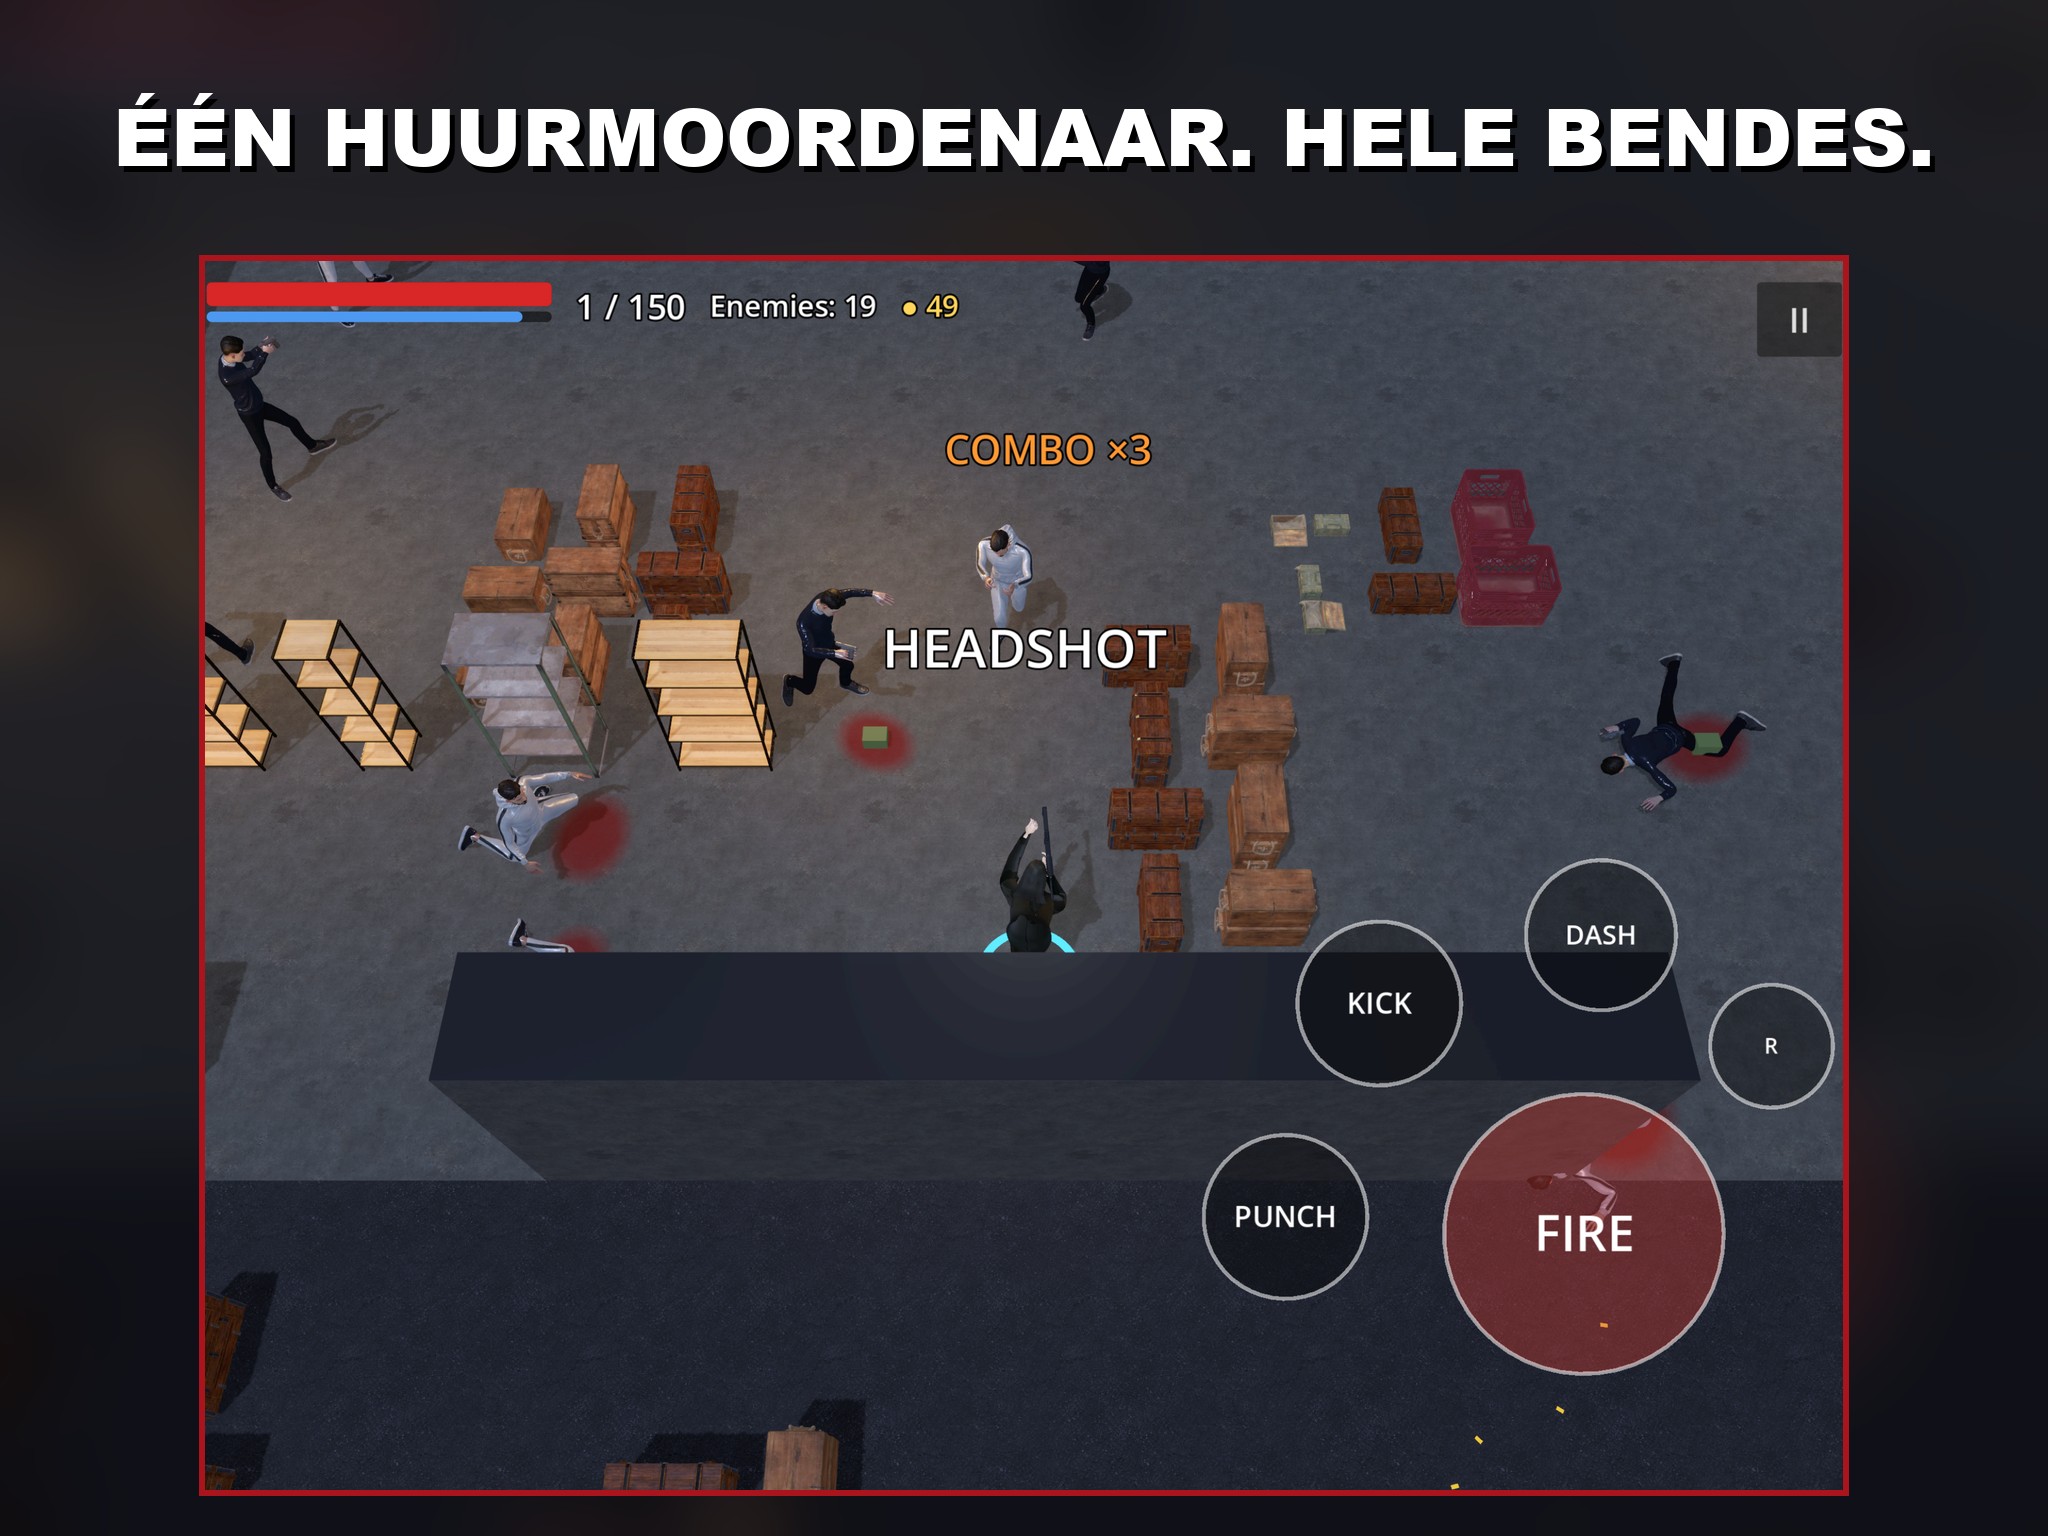 ÉÉN HUURMOORDENAAR. HELE BENDES.
1 / 150 Enemies: 19 49
COMBO ×3
HEADSHOT
DASH
KICK
R
PUNCH
FIRE